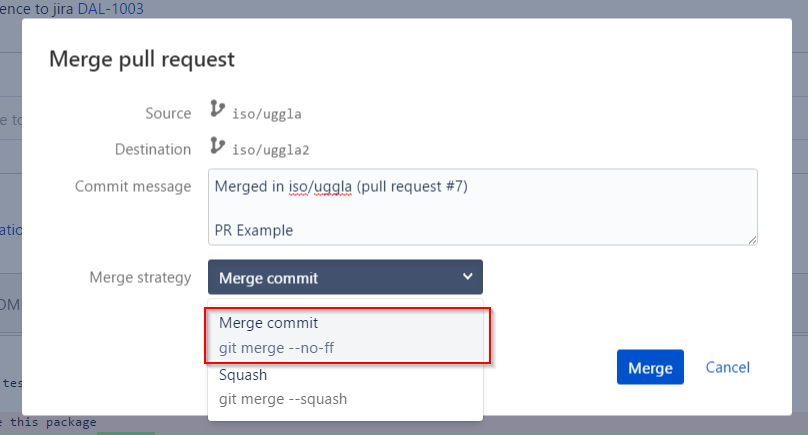 ence to jira DAL-1003
Merge pull request
Source iso/uggla
Destination iso/uggla2
Commit message Merged in iso/uggla (pull request #7)
PR Example
Merge strategy Merge commit
Merge commit
git merge --no-ff
Squash
git merge --squash
Merge Cancel
e to
atio
OM
tes
e this package